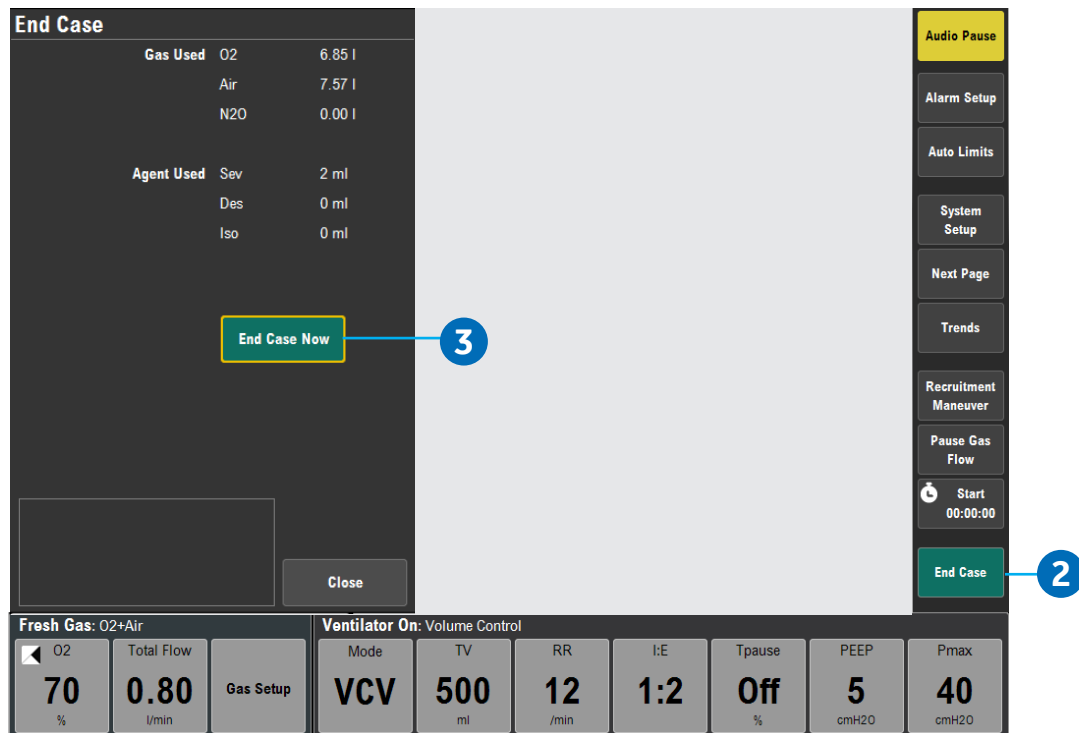 End Case
Gas Used O2 6.85 l
Air 7.57 l
N2O 0.00 l
Agent Used Sev 2 ml
Des 0 ml
Iso 0 ml
End Case Now
3
Close
Audio Pause
Alarm Setup
Auto Limits
System
Setup
Next Page
Trends
Recruitment
Maneuver
Pause Gas
Flow
Start
00:00:00
End Case
2
Fresh Gas: O2+Air
O2
70
%
Total Flow
0.80
l/min
Gas Setup
Ventilator On: Volume Control
Mode
VCV
TV
500
ml
RR
12
/min
I:E
1:2
Tpause
Off
%
PEEP
5
cmH2O
Pmax
40
cmH2O